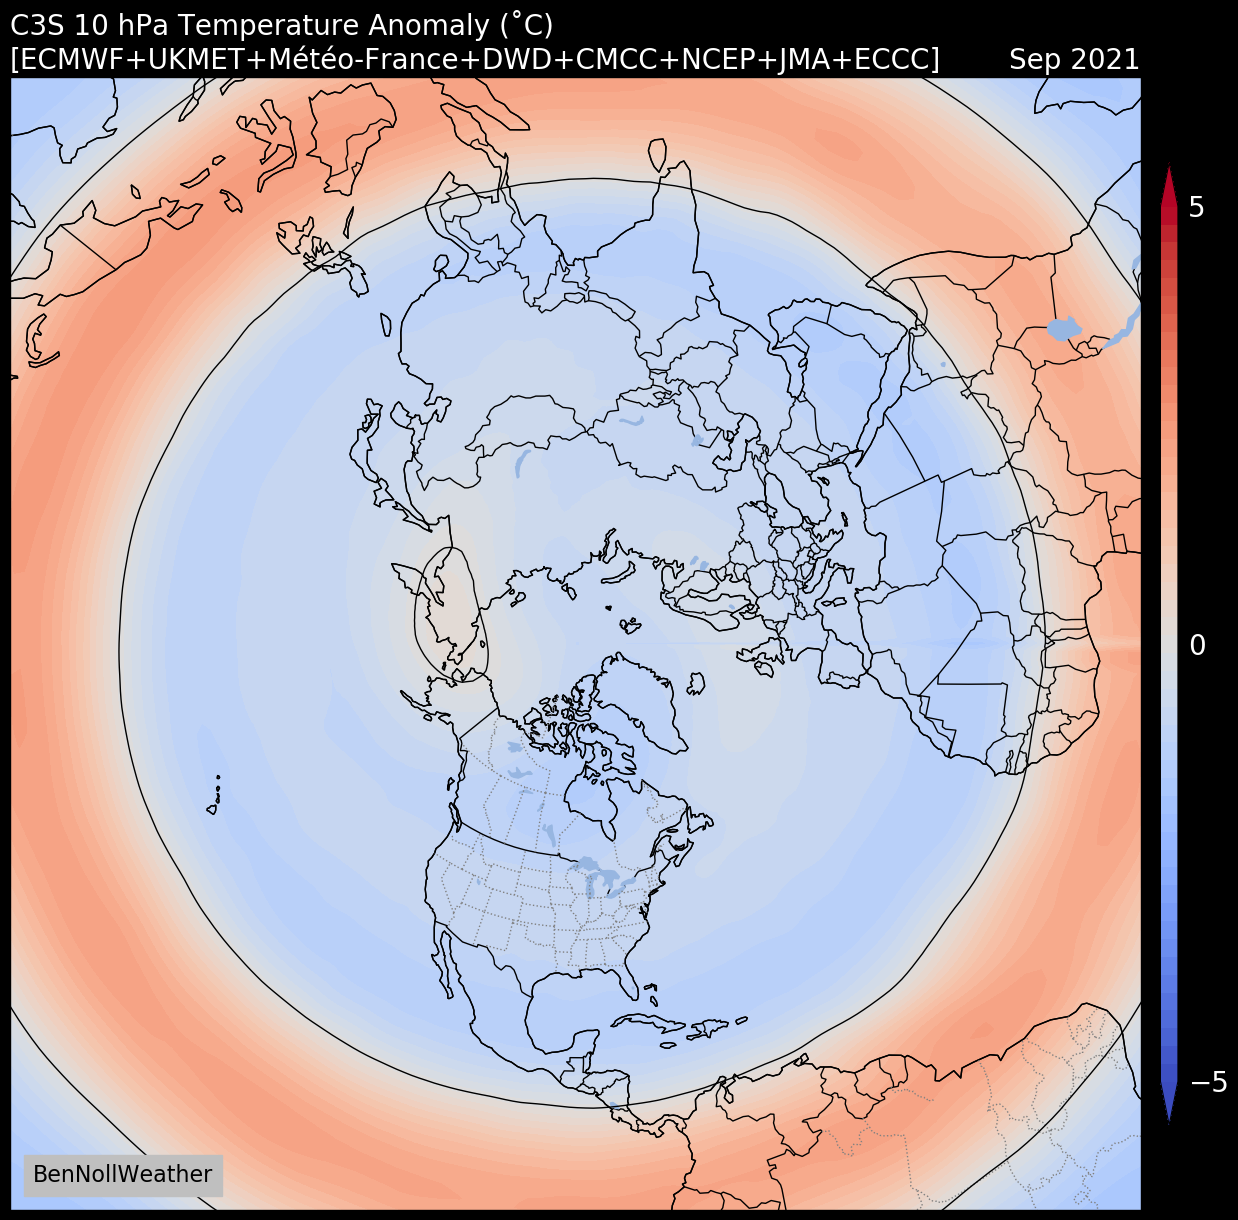 C3S 10 hPa Temperature Anomaly (˚C)
[ECMWF+UKMET+Météo-France+DWD+CMCC+NCEP+JMA+ECCC] Sep 2021
5
0
−5
BenNollWeather